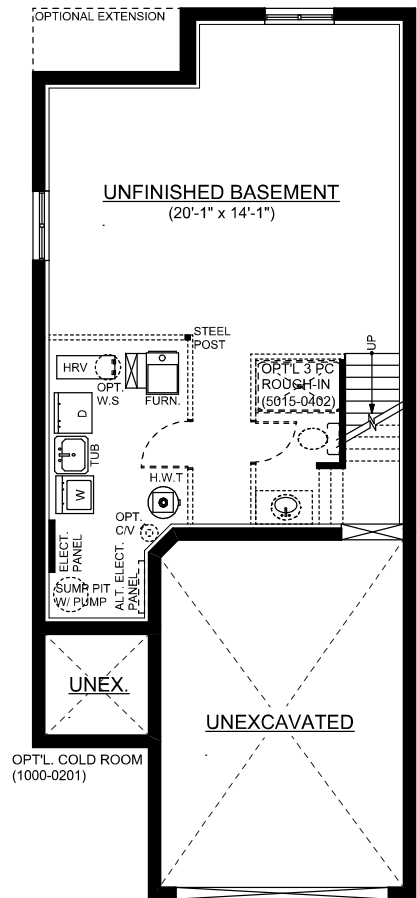 OPTIONAL EXTENSION
UNFINISHED BASEMENT
(20'-1" x 14'-1")
STEEL
POST
UP
HRV
OPT.
W.S
FURN.
OPT'L 3 PC
ROUGH-IN
(5015-0402)
D
TUB
W
H.W.T
OPT.
C/V
ELECT.
PANEL
ALT. ELECT.
PANEL
SUMP PIT
W/ PUMP
UNEX.
UNEXCAVATED
OPT'L. COLD ROOM
(1000-0201)